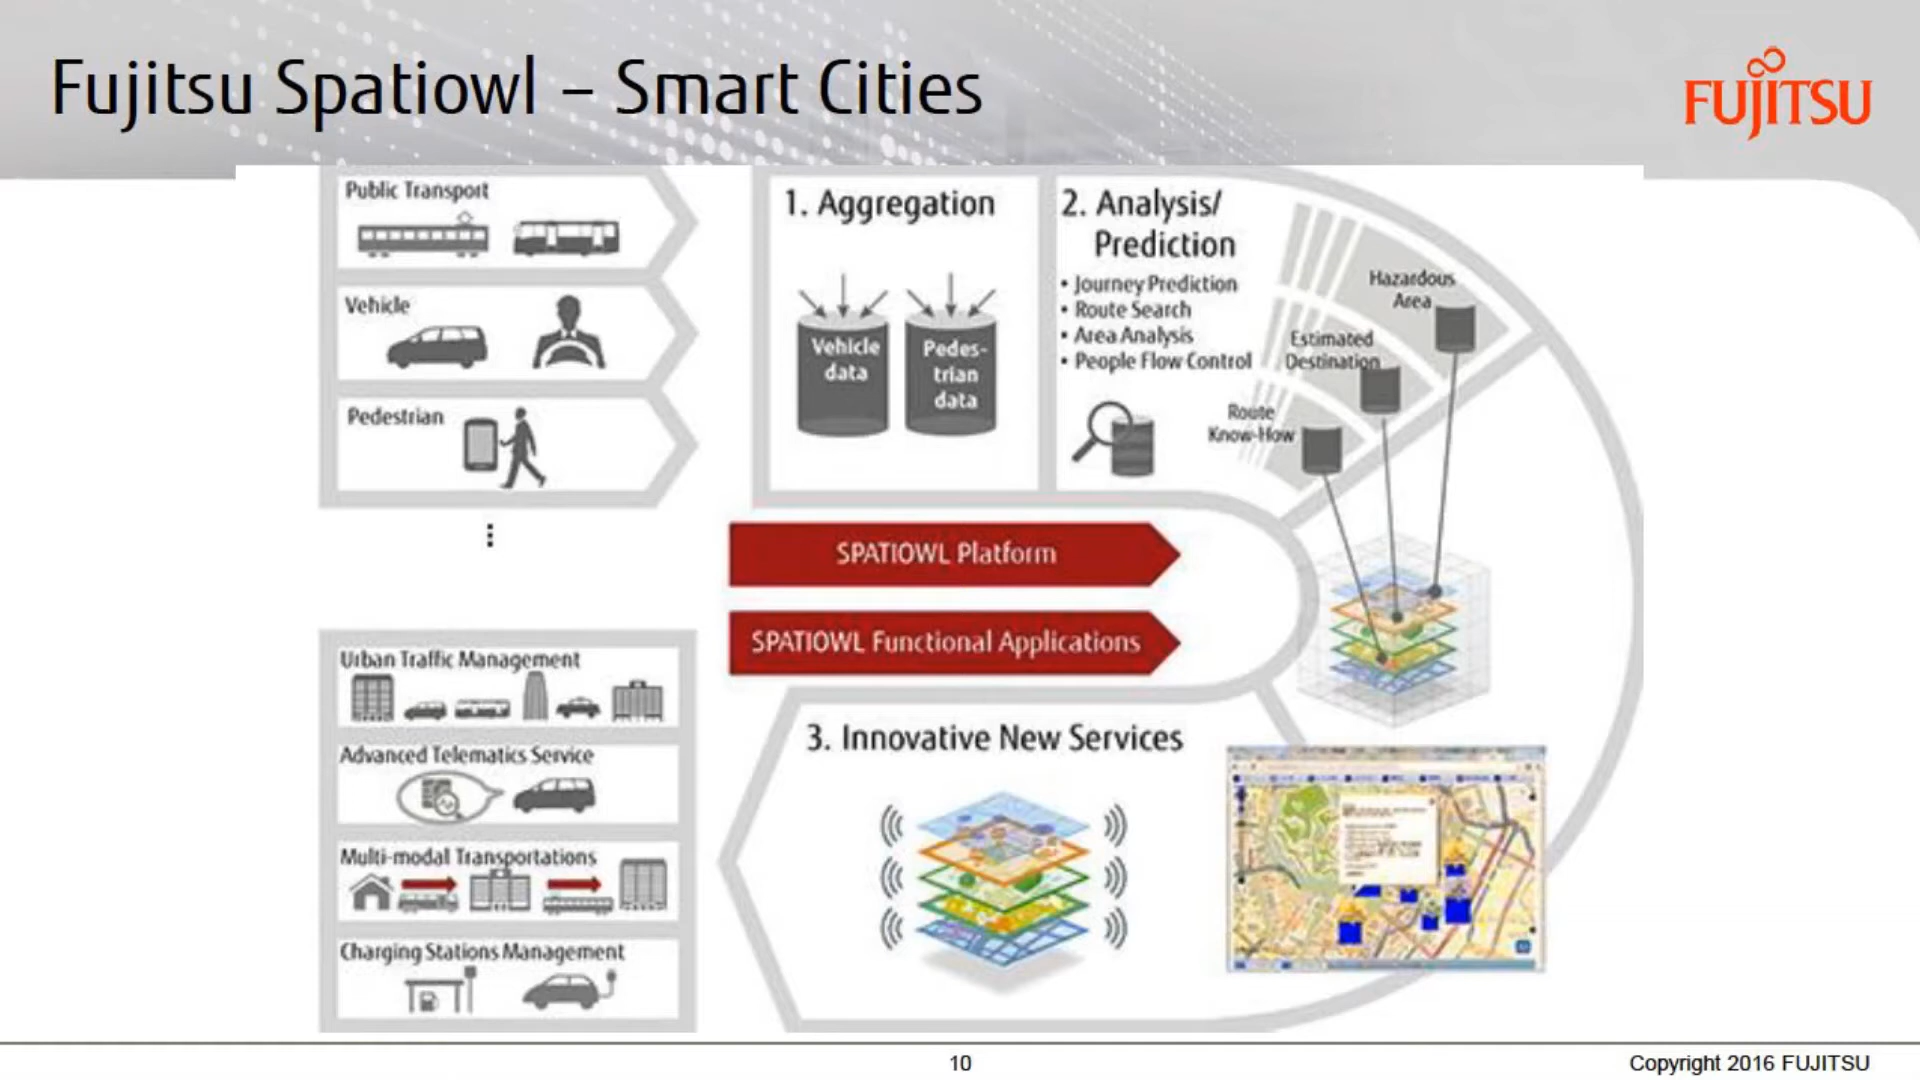 Fujitsu Spatiowl – Smart Cities
FUJITSU
Public Transport
Vehicle
Pedestrian
1. Aggregation
Vehicle
data
Pedes-
trian
data
2. Analysis/
Prediction
• Journey Prediction
• Route Search
• Area Analysis
• People Flow Control
Hazardous
Area
Estimated
Destination
Route
Know-How
SPATIOWL Platform
SPATIOWL Functional Applications
Urban Traffic Management
Advanced Telematics Service
Multi-modal Transportations
Charging Stations Management
3. Innovative New Services
10
Copyright 2016 FUJITSU